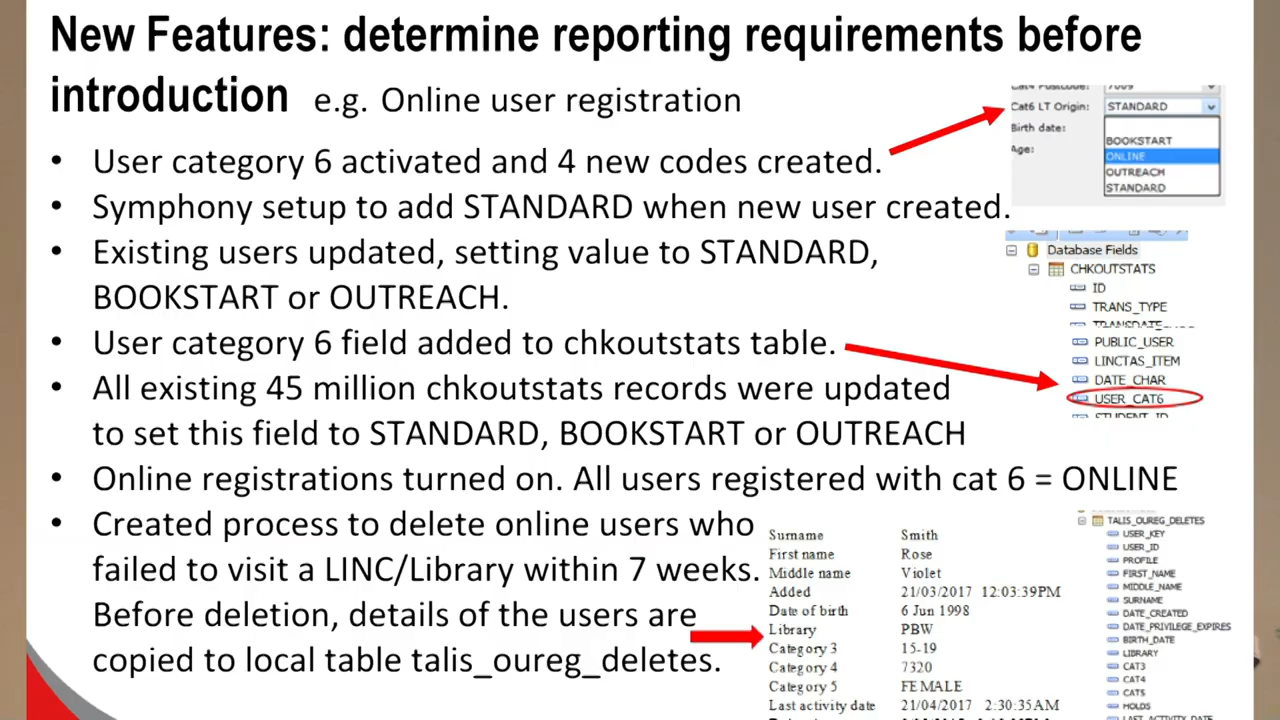 New Features: determine reporting requirements before
introduction e.g. Online user registration
• User category 6 activated and 4 new codes created.
• Symphony setup to add STANDARD when new user created.
• Existing users updated, setting value to STANDARD,
BOOKSTART or OUTREACH.
• User category 6 field added to chkoutstats table.
• All existing 45 million chkoutstats records were updated
to set this field to STANDARD, BOOKSTART or OUTREACH
• Online registrations turned on. All users registered with cat 6 = ONLINE
• Created process to delete online users who
failed to visit a LINC/library within 7 weeks.
Before deletion, details of the users are
copied to local table talis_oureg_deletes.
Cat4 Postcode: 7009
Cat6 LT Origin: STANDARD
Birth date:
Age:
BOOKSTART
ONLINE
OUTREACH
STANDARD
Database Fields
CHKOUTSTATS
ID
TRANS_TYPE
PUBLIC_USER
LINCTAS_ITEM
DATE_CHAR
USER_CAT6
STUDENT_ID
Surname Smith
First name Rose
Middle name Violet
Added 21/03/2017 12:03:39PM
Date of birth 6 Jun 1998
Library PBW
Category 3 15-19
Category 4 7320
Category 5 FEMALE
Last activity date 21/04/2017 2:30:35AM
TALIS_OUREG_DELETES
USER_KEY
USER_ID
PROFILE
FIRST_NAME
MIDDLE_NAME
SURNAME
DATE_CREATED
DATE_PRIVILEGE_EXPIRES
BIRTH_DATE
LIBRARY
CAT3
CAT4
CAT5
HOLDS
LAST_ACTIVITY_DATE